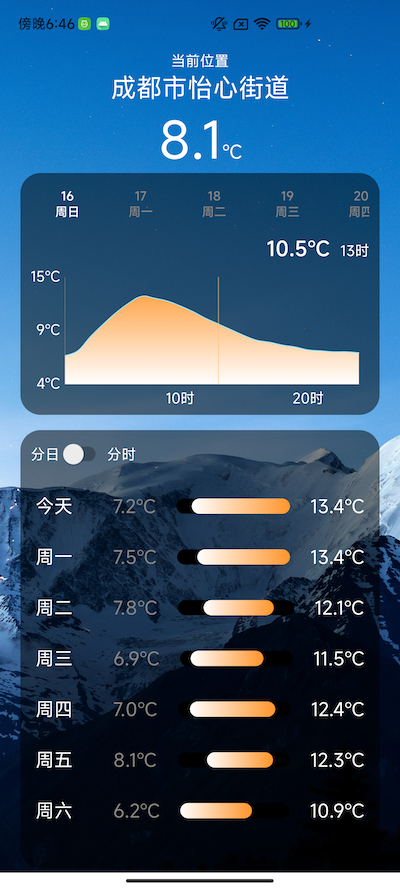 傍晚6:46 100
当前位置
成都市怡心街道
8.1°C
16 17 18 19 20
周日 周一 周二 周三 周四
10.5°C 13时
15°C
9°C
4°C
10时 20时
分日 分时
今天 7.2°C 13.4°C
周一 7.5°C 13.4°C
周二 7.8°C 12.1°C
周三 6.9°C 11.5°C
周四 7.0°C 12.4°C
周五 8.1°C 12.3°C
周六 6.2°C 10.9°C